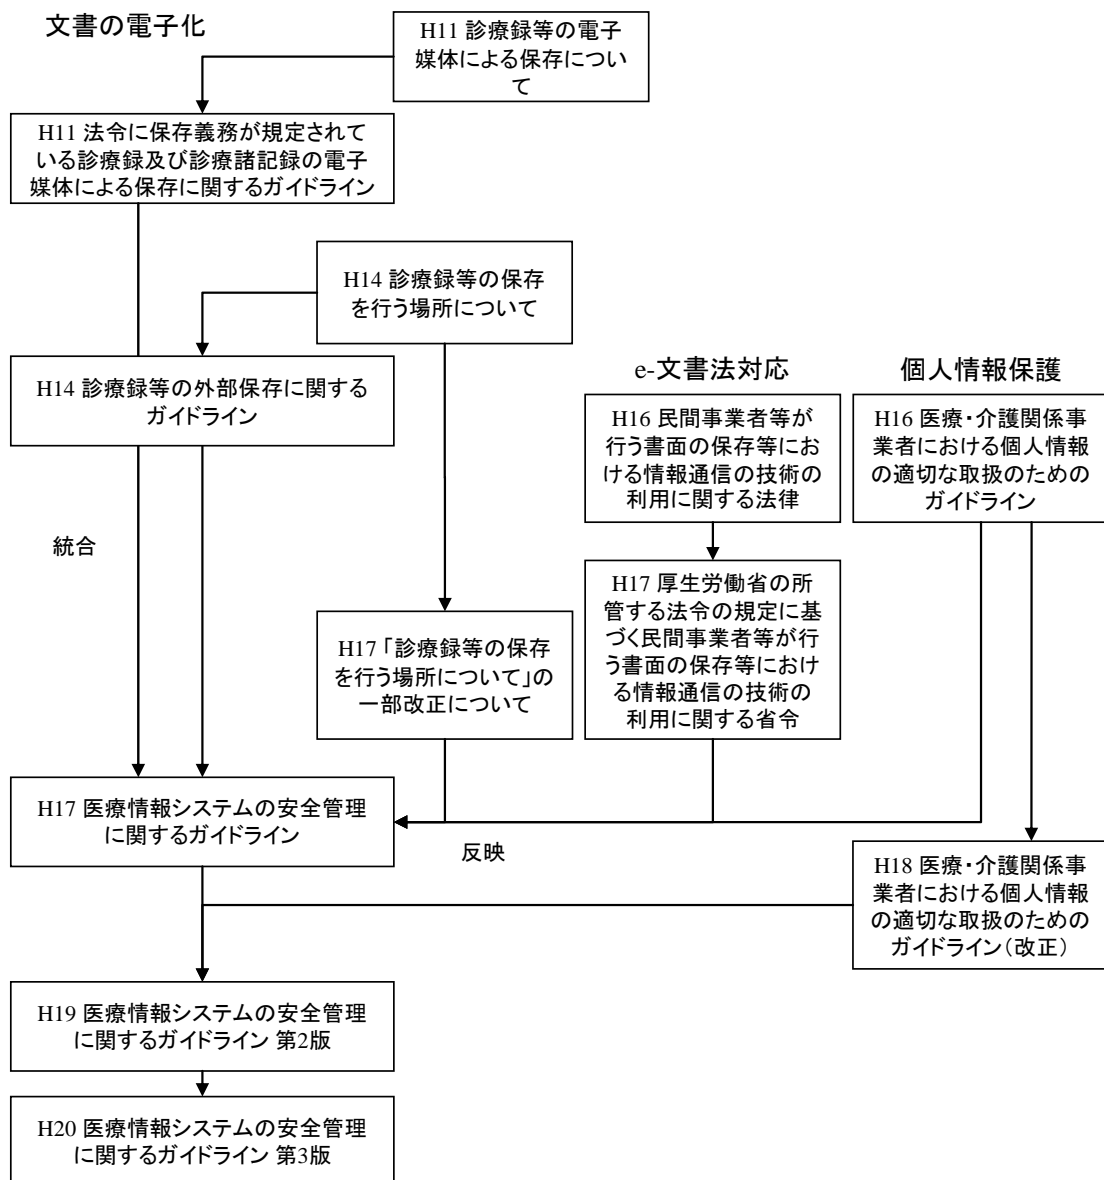 文書の電子化
H11 診療録等の電子
媒体による保存につい
て
H11 法令に保存義務が規定されて
いる診療録及び診療諸記録の電子
媒体による保存に関するガイドライン
H14 診療録等の保存
を行う場所について
H14 診療録等の外部保存に関する
ガイドライン
e-文書法対応
個人情報保護
H16 民間事業者等が
行う書面の保存等にお
ける情報通信の技術の
利用に関する法律
H16 医療・介護関係事
業者における個人情報
の適切な取扱のための
ガイドライン
統合
H17 厚生労働省の所
管する法令の規定に基
づく民間事業者等が行
う書面の保存等におけ
る情報通信の技術の
利用に関する省令
H17 「診療録等の保存
を行う場所について」の
一部改正について
H17 医療情報システムの安全管理
に関するガイドライン
反映
H18 医療・介護関係事
業者における個人情報
の適切な取扱のための
ガイドライン(改正)
H19 医療情報システムの安全管理
に関するガイドライン 第2版
H20 医療情報システムの安全管理
に関するガイドライン 第3版